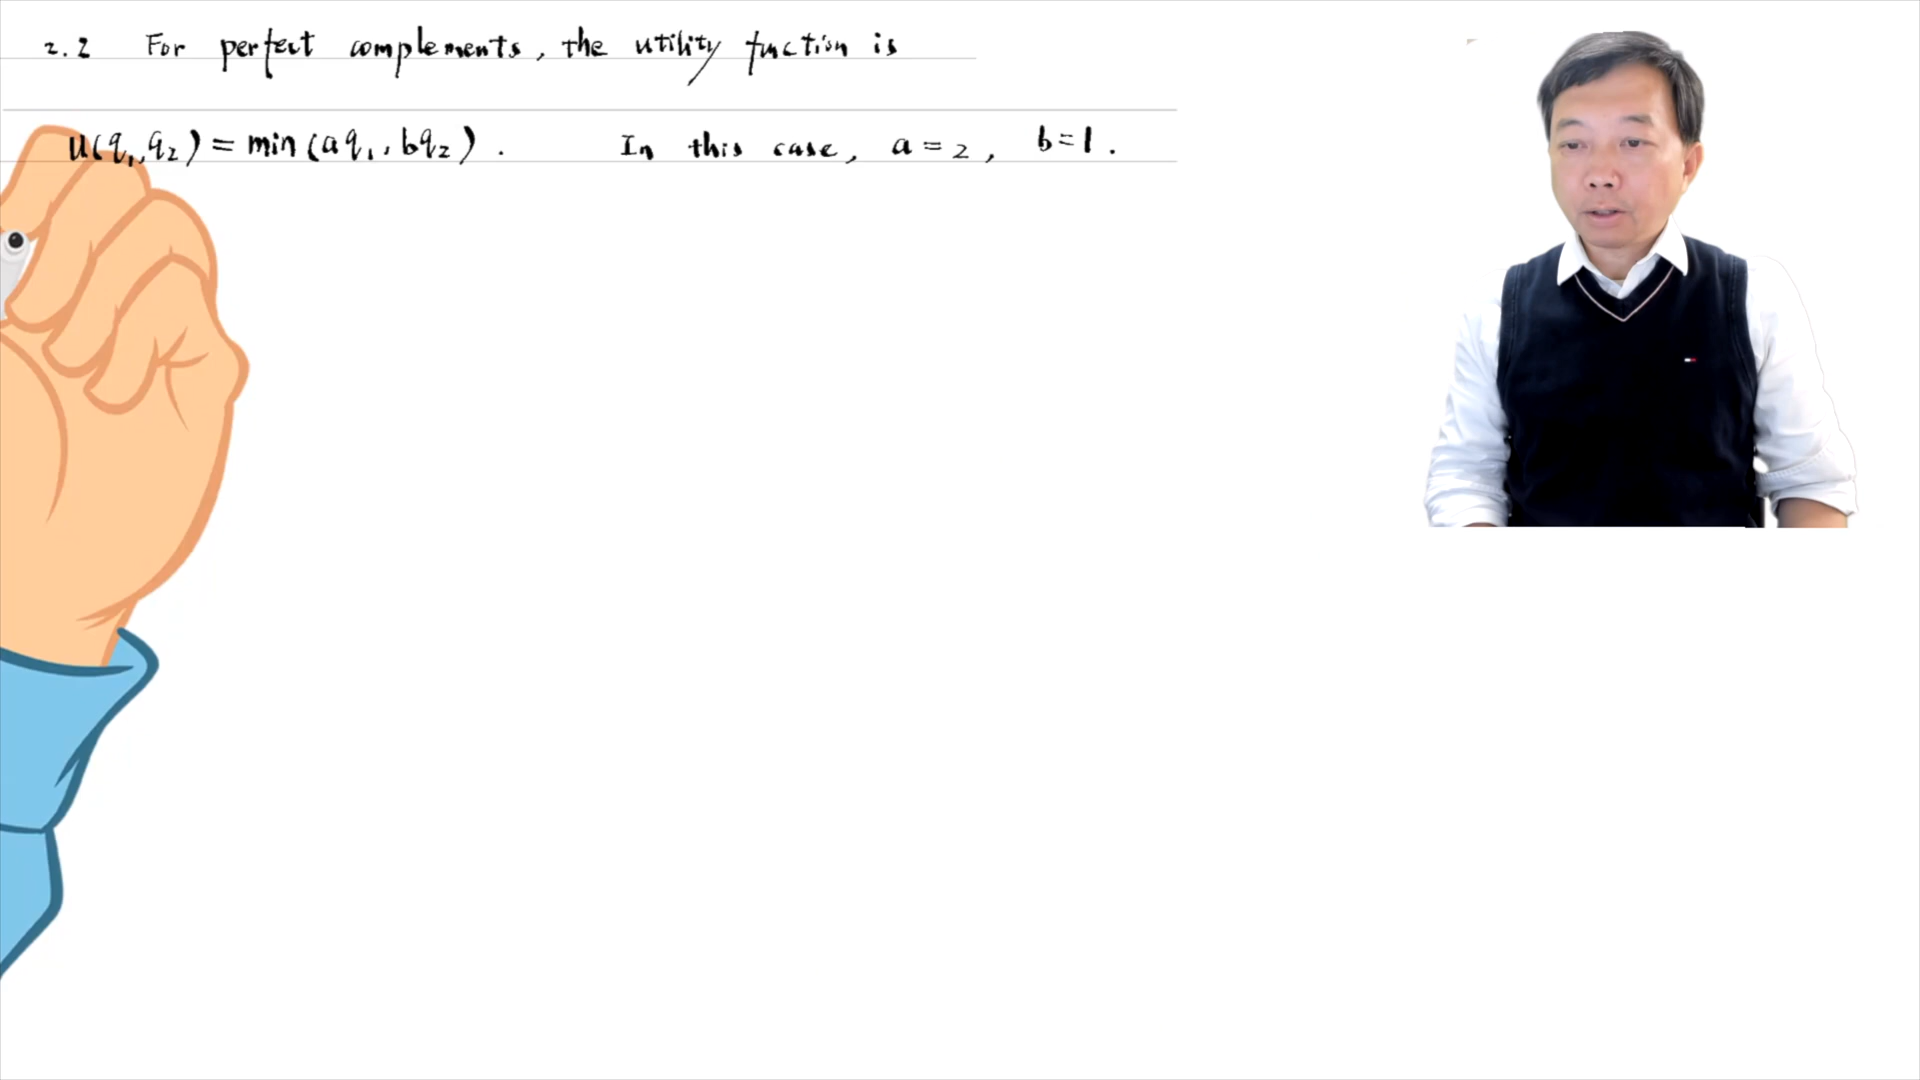 2.2 For perfect complements, the utility function is
u(q₁,q₂) = min(aq₁, bq₂). In this case, a = 2, b=1.